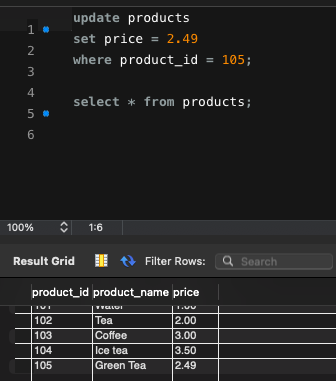 1 update products
2 set price = 2.49
3 where product_id = 105;
4
5 select * from products;
6
100% 1:6
Result Grid Filter Rows: Search
product_id product_name price
101 Water 1.00
102 Tea 2.00
103 Coffee 3.00
104 Ice tea 3.50
105 Green Tea 2.49